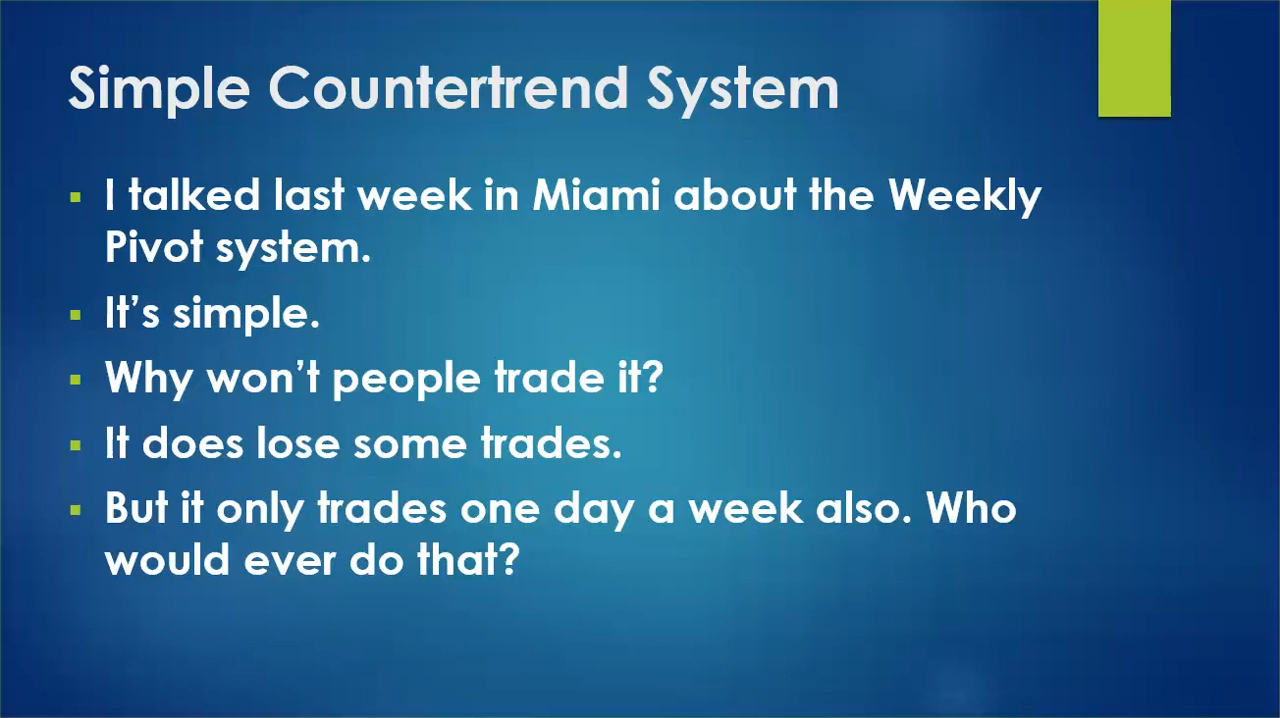 Simple Countertrend System
I talked last week in Miami about the Weekly
Pivot system.
It's simple.
Why won't people trade it?
It does lose some trades.
But it only trades one day a week also. Who
would ever do that?